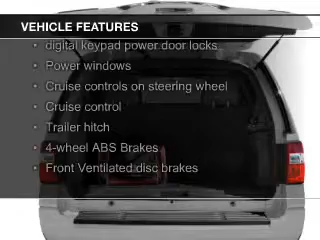 VEHICLE FEATURES
• digital keypad power door locks
• Power windows
• Cruise controls on steering wheel
• Cruise control
• Trailer hitch
• 4-wheel ABS Brakes
• Front Ventilated disc brakes